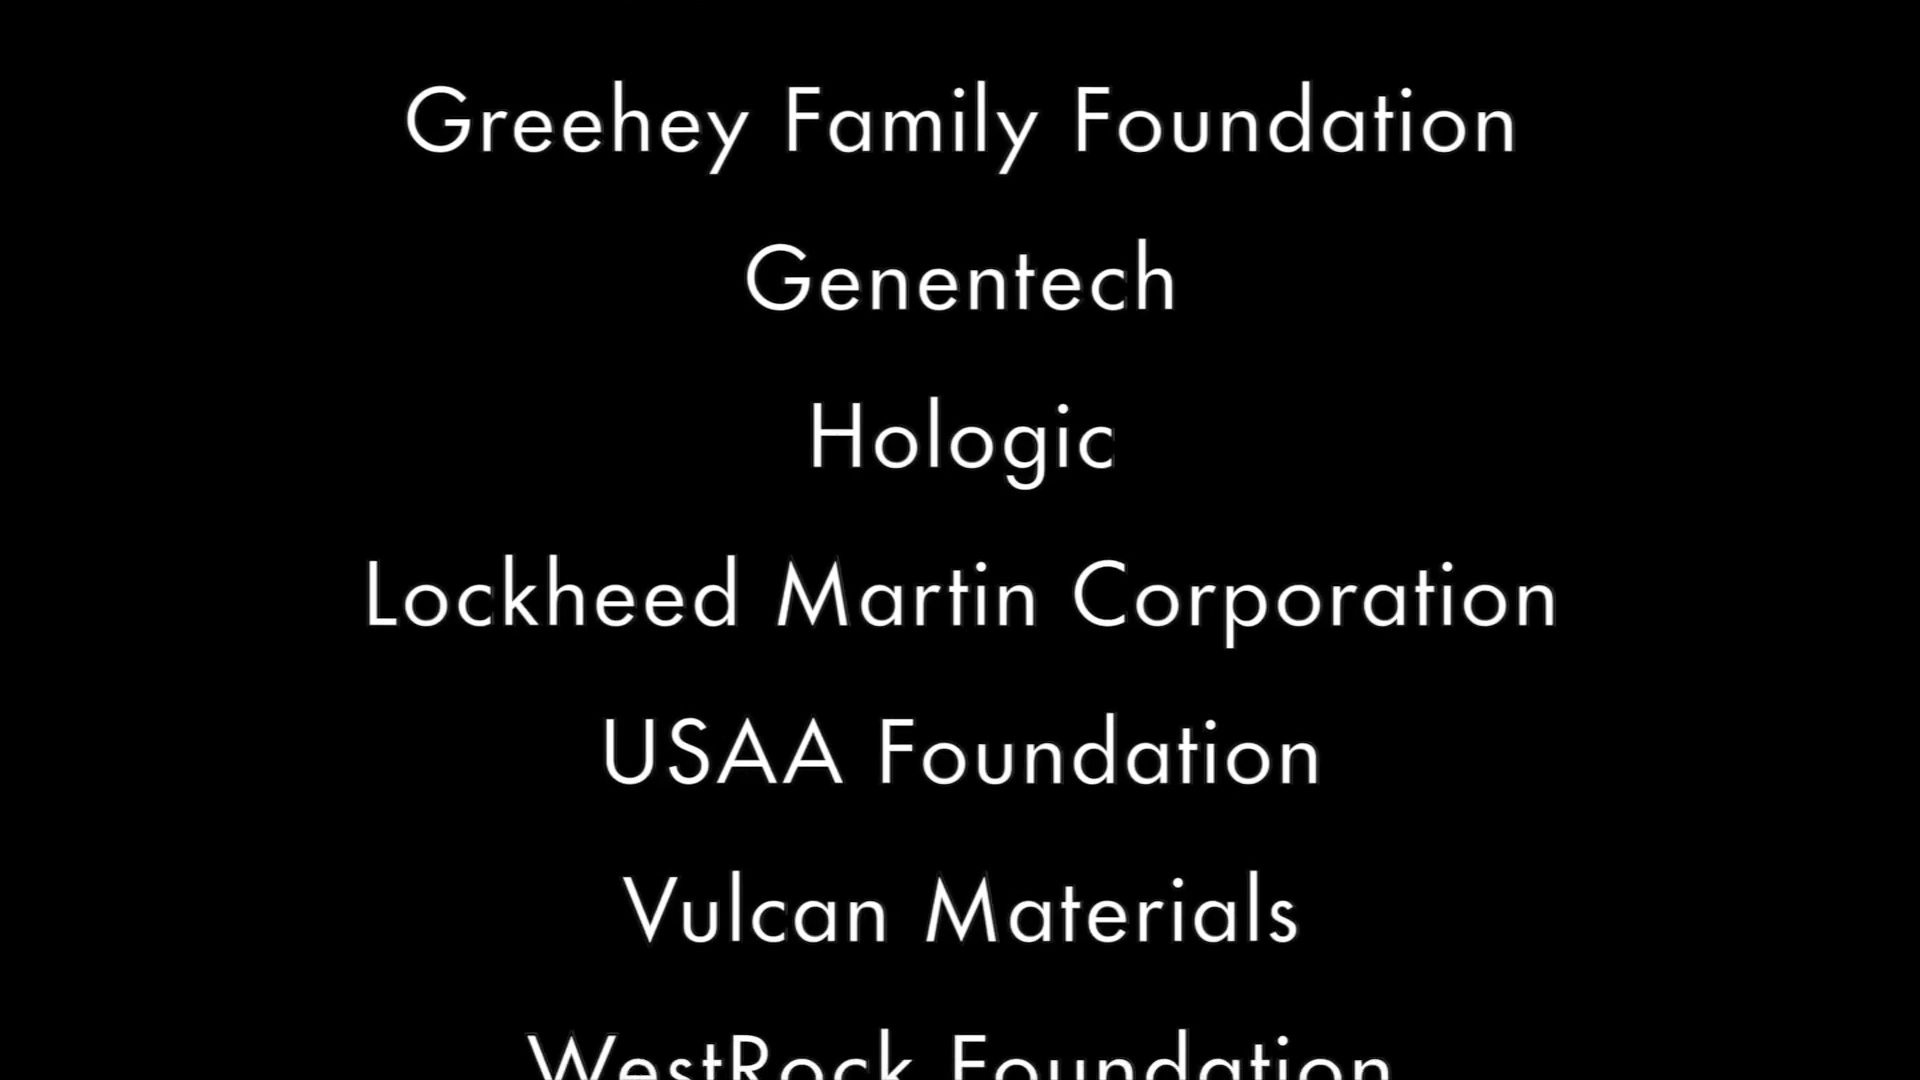 Greehey Family Foundation
Genentech
Hologic
Lockheed Martin Corporation
USAA Foundation
Vulcan Materials
WestRock Foundation